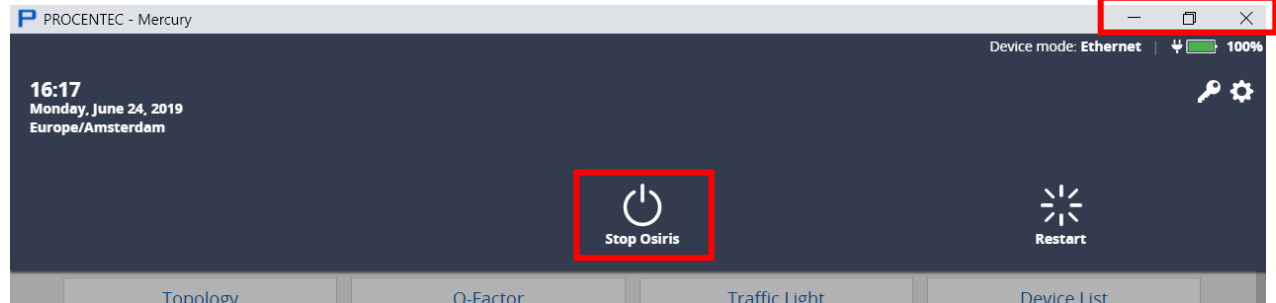 PROCENTEC - Mercury
Device mode: Ethernet | 100%
16:17
Monday, June 24, 2019
Europe/Amsterdam
Stop Osiris
Restart
Topology Q-Factor Traffic Light Device List